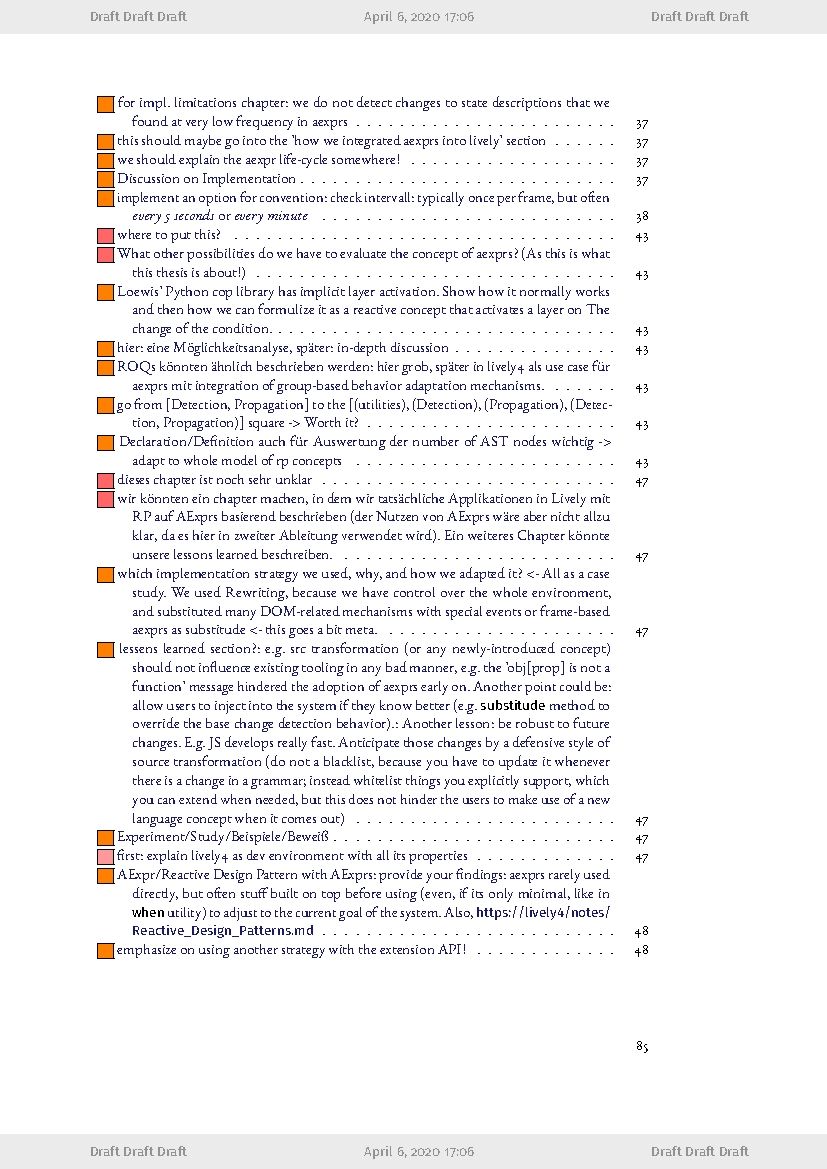 Draft Draft Draft April 6, 2020 17:06 Draft Draft Draft
for impl. limitations chapter: we do not detect changes to state descriptions that we
found at very low frequency in aexprs . . . . . . . . . . . . . . . . . . . . . . . . . 37
this should maybe go into the 'how we integrated aexprs into lively' section . . . . . . 37
we should explain the aexpr life-cycle somewhere! . . . . . . . . . . . . . . . . . . . 37
Discussion on Implementation . . . . . . . . . . . . . . . . . . . . . . . . . . . . . 37
implement an option for convention: check intervall: typically once per frame, but often
every 5 seconds or every minute . . . . . . . . . . . . . . . . . . . . . . . . . . . . 38
where to put this? . . . . . . . . . . . . . . . . . . . . . . . . . . . . . . . . . . 43
What other possibilities do we have to evaluate the concept of aexprs? (As this is what
this thesis is about!) . . . . . . . . . . . . . . . . . . . . . . . . . . . . . . . . 43
Loewis' Python cop library has implicit layer activation. Show how it normally works
and then how we can formulize it as a reactive concept that activates a layer on The
change of the condition. . . . . . . . . . . . . . . . . . . . . . . . . . . . . . . . 43
hier: eine Möglichkeitsanalyse, später: in-depth discussion . . . . . . . . . . . . . . . 43
ROQs könnten ähnlich beschrieben werden: hier grob, später in lively4 als use case für
aexprs mit integration of group-based behavior adaptation mechanisms. . . . . . . 43
go from [Detection, Propagation] to the [(utilities), (Detection), (Propagation), (Detec-
tion, Propagation)] square -> Worth it? . . . . . . . . . . . . . . . . . . . . . . . . 43
Declaration/Definition auch für Auswertung der number of AST nodes wichtig ->
adapt to whole model of rp concepts . . . . . . . . . . . . . . . . . . . . . . . . . 43
dieses chapter ist noch sehr unklar . . . . . . . . . . . . . . . . . . . . . . . . . . . 47
wir könnten ein chapter machen, in dem wir tatsächliche Applikationen in Lively mit
RP auf AExprs basierend beschrieben (der Nutzen von AExprs wäre aber nicht allzu
klar, da es hier in zweiter Ableitung verwendet wird). Ein weiteres Chapter könnte
unsere lessons learned beschreiben. . . . . . . . . . . . . . . . . . . . . . . . . . 47
which implementation strategy we used, why, and how we adapted it? <- All as a case
study. We used Rewriting, because we have control over the whole environment,
and substituted many DOM-related mechanisms with special events or frame-based
aexprs as substitude <- this goes a bit meta. . . . . . . . . . . . . . . . . . . . . . 47
lessens learned section?: e.g. src transformation (or any newly-introduced concept)
should not influence existing tooling in any bad manner, e.g. the 'obj[prop] is not a
function' message hindered the adoption of aexprs early on. Another point could be:
allow users to inject into the system if they know better (e.g. substitude method to
override the base change detection behavior).: Another lesson: be robust to future
changes. E.g. JS develops really fast. Anticipate those changes by a defensive style of
source transformation (do not a blacklist, because you have to update it whenever
there is a change in a grammar; instead whitelist things you explicitly support, which
you can extend when needed, but this does not hinder the users to make use of a new
language concept when it comes out) . . . . . . . . . . . . . . . . . . . . . . . . . 47
Experiment/Study/Beispiele/Beweiß . . . . . . . . . . . . . . . . . . . . . . . . . . 47
first: explain lively4 as dev environment with all its properties . . . . . . . . . . . . . 47
AExpr/Reactive Design Pattern with AExprs: provide your findings: aexprs rarely used
directly, but often stuff built on top before using (even, if its only minimal, like in
when utility) to adjust to the current goal of the system. Also, https://lively4/notes/
Reactive_Design_Patterns.md . . . . . . . . . . . . . . . . . . . . . . . . . . . . 48
emphasize on using another strategy with the extension API! . . . . . . . . . . . . . 48
85
Draft Draft Draft April 6, 2020 17:06 Draft Draft Draft